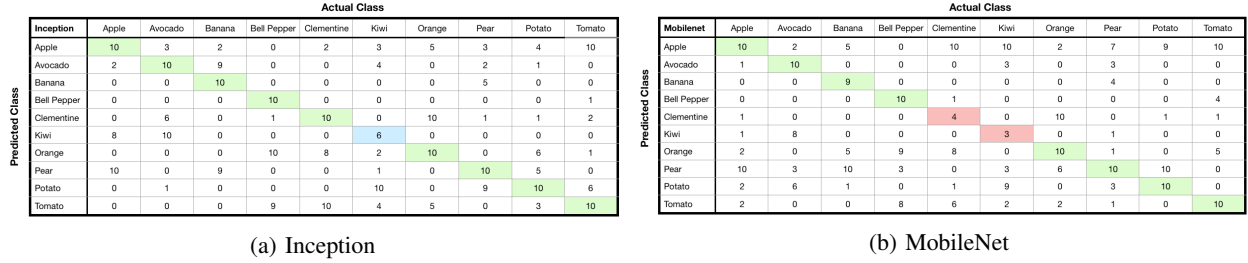 Actual Class
Inception Apple Avocado Banana Bell Pepper Clementine Kiwi Orange Pear Potato Tomato
Apple 10 3 2 0 2 3 5 3 4 10
Avocado 2 10 9 0 0 4 0 2 1 0
Banana 0 0 10 0 0 0 0 5 0 0
Bell Pepper 0 0 0 10 0 0 0 0 0 1
Clementine 0 6 0 1 10 0 10 1 1 2
Kiwi 8 10 0 0 0 6 0 0 0 0
Orange 0 0 0 10 8 2 10 0 6 1
Pear 10 0 9 0 0 1 0 10 5 0
Potato 0 1 0 0 0 10 0 9 10 6
Tomato 0 0 0 9 10 4 5 0 3 10
Predicted Class
(a) Inception
Actual Class
Mobilenet Apple Avocado Banana Bell Pepper Clementine Kiwi Orange Pear Potato Tomato
Apple 10 2 5 0 10 10 2 7 9 10
Avocado 1 10 0 0 0 3 0 3 0 0
Banana 0 0 9 0 0 0 0 4 0 0
Bell Pepper 0 0 0 10 1 0 0 0 0 4
Clementine 1 0 0 0 4 0 10 0 1 1
Kiwi 1 8 0 0 0 3 0 1 0 0
Orange 2 0 5 9 8 0 10 1 0 5
Pear 10 3 10 3 0 3 6 10 10 0
Potato 2 6 1 0 1 9 0 3 10 0
Tomato 2 0 0 8 6 2 2 1 0 10
Predicted Class
(b) MobileNet